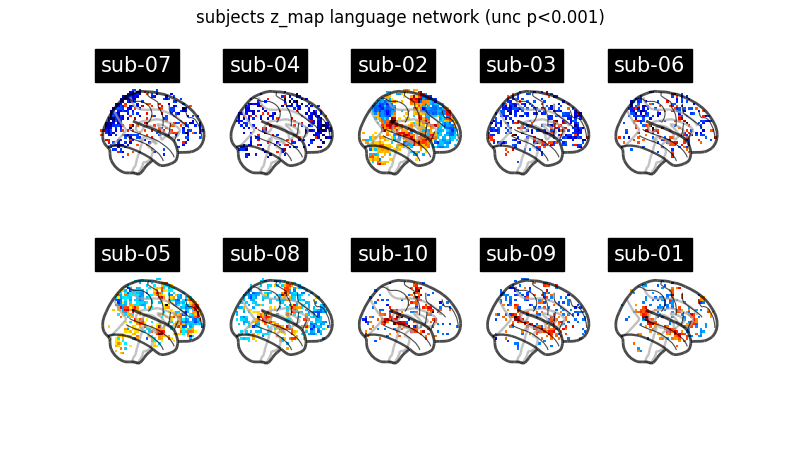 subjects z_map language network (unc p<0.001)
sub-07 sub-04 sub-02 sub-03 sub-06
sub-05 sub-08 sub-10 sub-09 sub-01